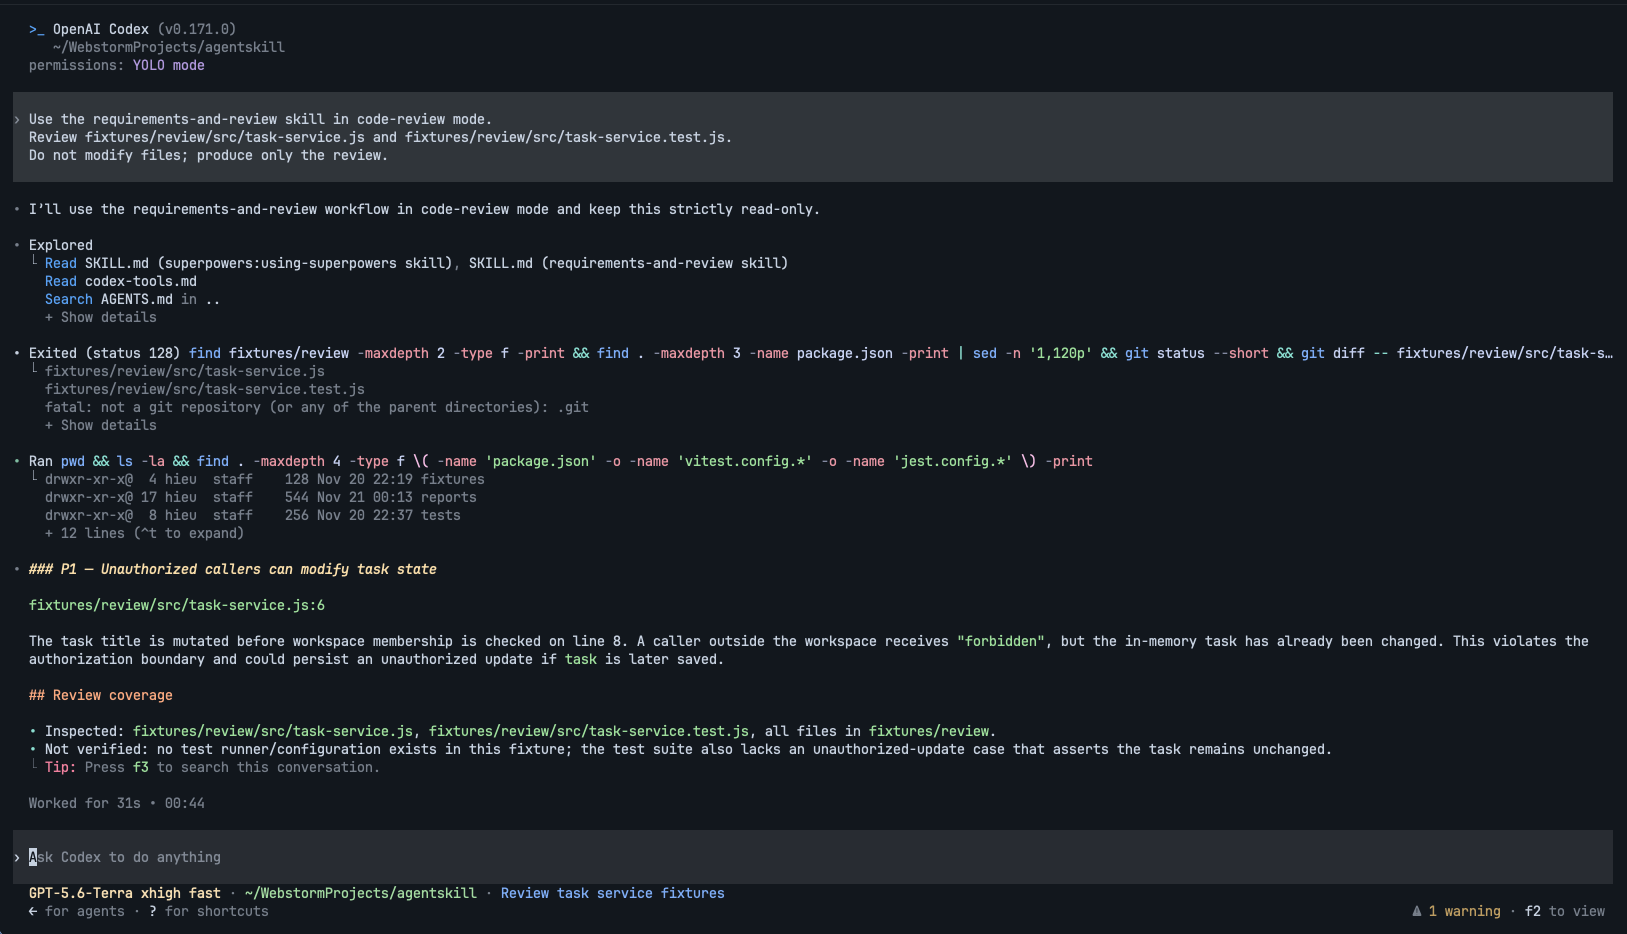 >_ OpenAI Codex (v0.171.0)
~/WebstormProjects/agentskill
permissions: YOLO mode
› Use the requirements-and-review skill in code-review mode.
Review fixtures/review/src/task-service.js and fixtures/review/src/task-service.test.js.
Do not modify files; produce only the review.
• I’ll use the requirements-and-review workflow in code-review mode and keep this strictly read-only.
• Explored
└ Read SKILL.md (superpowers:using-superpowers skill), SKILL.md (requirements-and-review skill)
Read codex-tools.md
Search AGENTS.md in ..
+ Show details
• Exited (status 128) find fixtures/review -maxdepth 2 -type f -print && find . -maxdepth 3 -name package.json -print | sed -n '1,120p' && git status --short && git diff -- fixtures/review/src/task-s…
└ fixtures/review/src/task-service.js
fixtures/review/src/task-service.test.js
fatal: not a git repository (or any of the parent directories): .git
+ Show details
• Ran pwd && ls -la && find . -maxdepth 4 -type f \( -name 'package.json' -o -name 'vitest.config.*' -o -name 'jest.config.*' \) -print
└ drwxr-xr-x@  4 hieu  staff    128 Nov 20 22:19 fixtures
drwxr-xr-x@ 17 hieu  staff    544 Nov 21 00:13 reports
drwxr-xr-x@  8 hieu  staff    256 Nov 20 22:37 tests
+ 12 lines (^t to expand)
• ### P1 — Unauthorized callers can modify task state
fixtures/review/src/task-service.js:6
The task title is mutated before workspace membership is checked on line 8. A caller outside the workspace receives "forbidden", but the in-memory task has already been changed. This violates the
authorization boundary and could persist an unauthorized update if task is later saved.
## Review coverage
• Inspected: fixtures/review/src/task-service.js, fixtures/review/src/task-service.test.js, all files in fixtures/review.
• Not verified: no test runner/configuration exists in this fixture; the test suite also lacks an unauthorized-update case that asserts the task remains unchanged.
└ Tip: Press f3 to search this conversation.
Worked for 31s • 00:44
› Ask Codex to do anything
GPT-5.6-Terra xhigh fast · ~/WebstormProjects/agentskill · Review task service fixtures
← for agents · ? for shortcuts
⚠ 1 warning · f2 to view